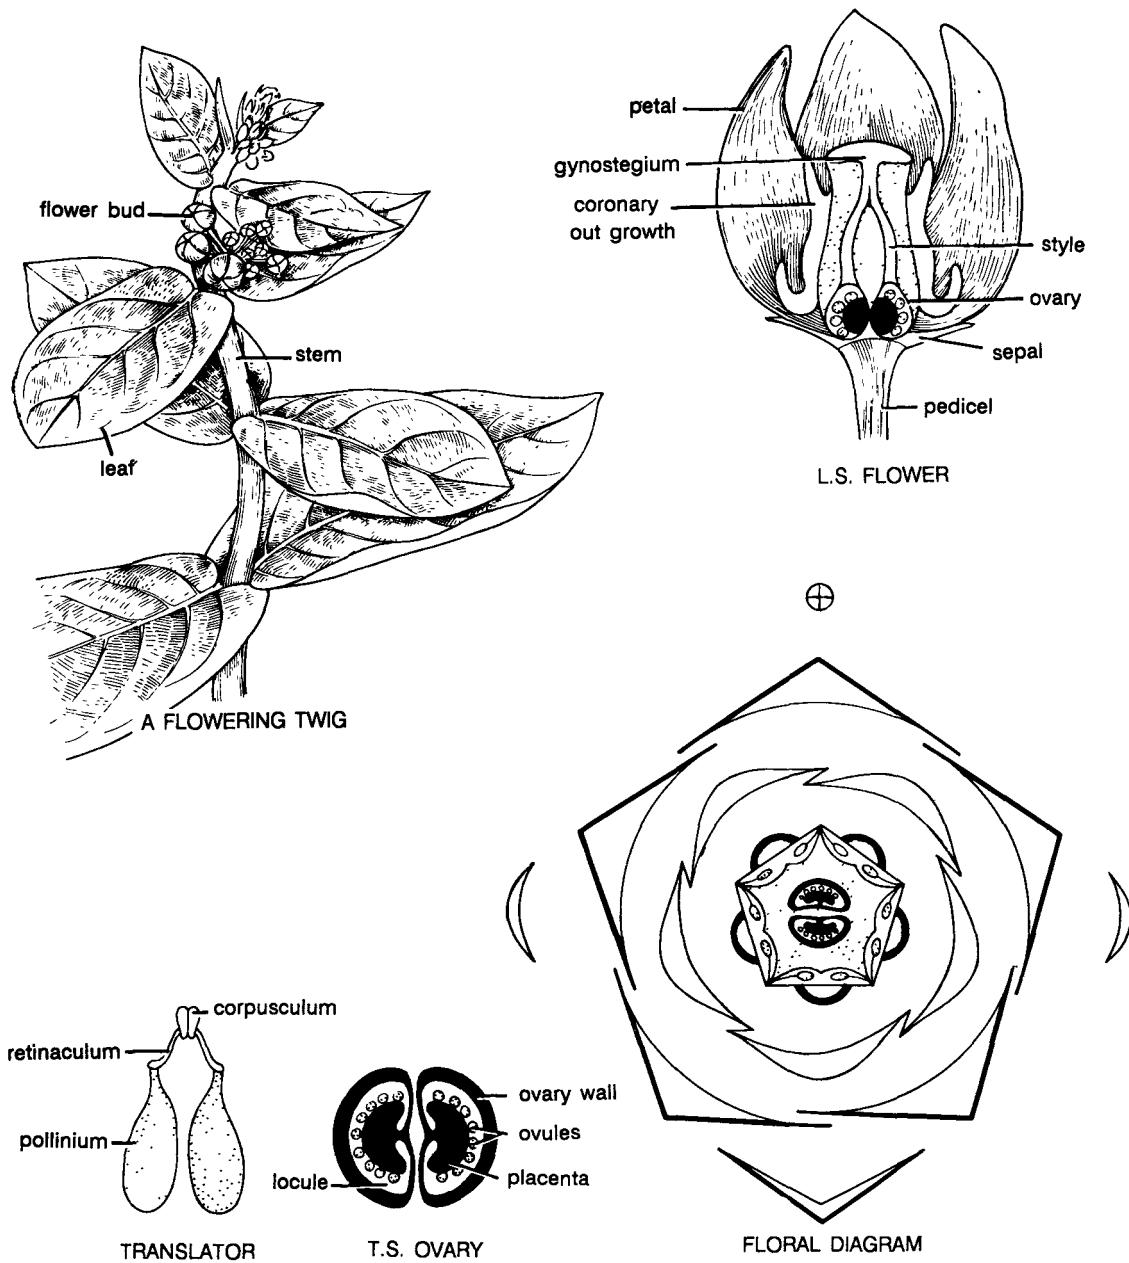 flower bud
stem
leaf
A FLOWERING TWIG
petal
gynostegium
coronary
out growth
style
ovary
sepal
pedicel
L.S. FLOWER
corpusculum
retinaculum
pollinium
TRANSLATOR
ovary wall
ovules
placenta
locule
T.S. OVARY
FLORAL DIAGRAM